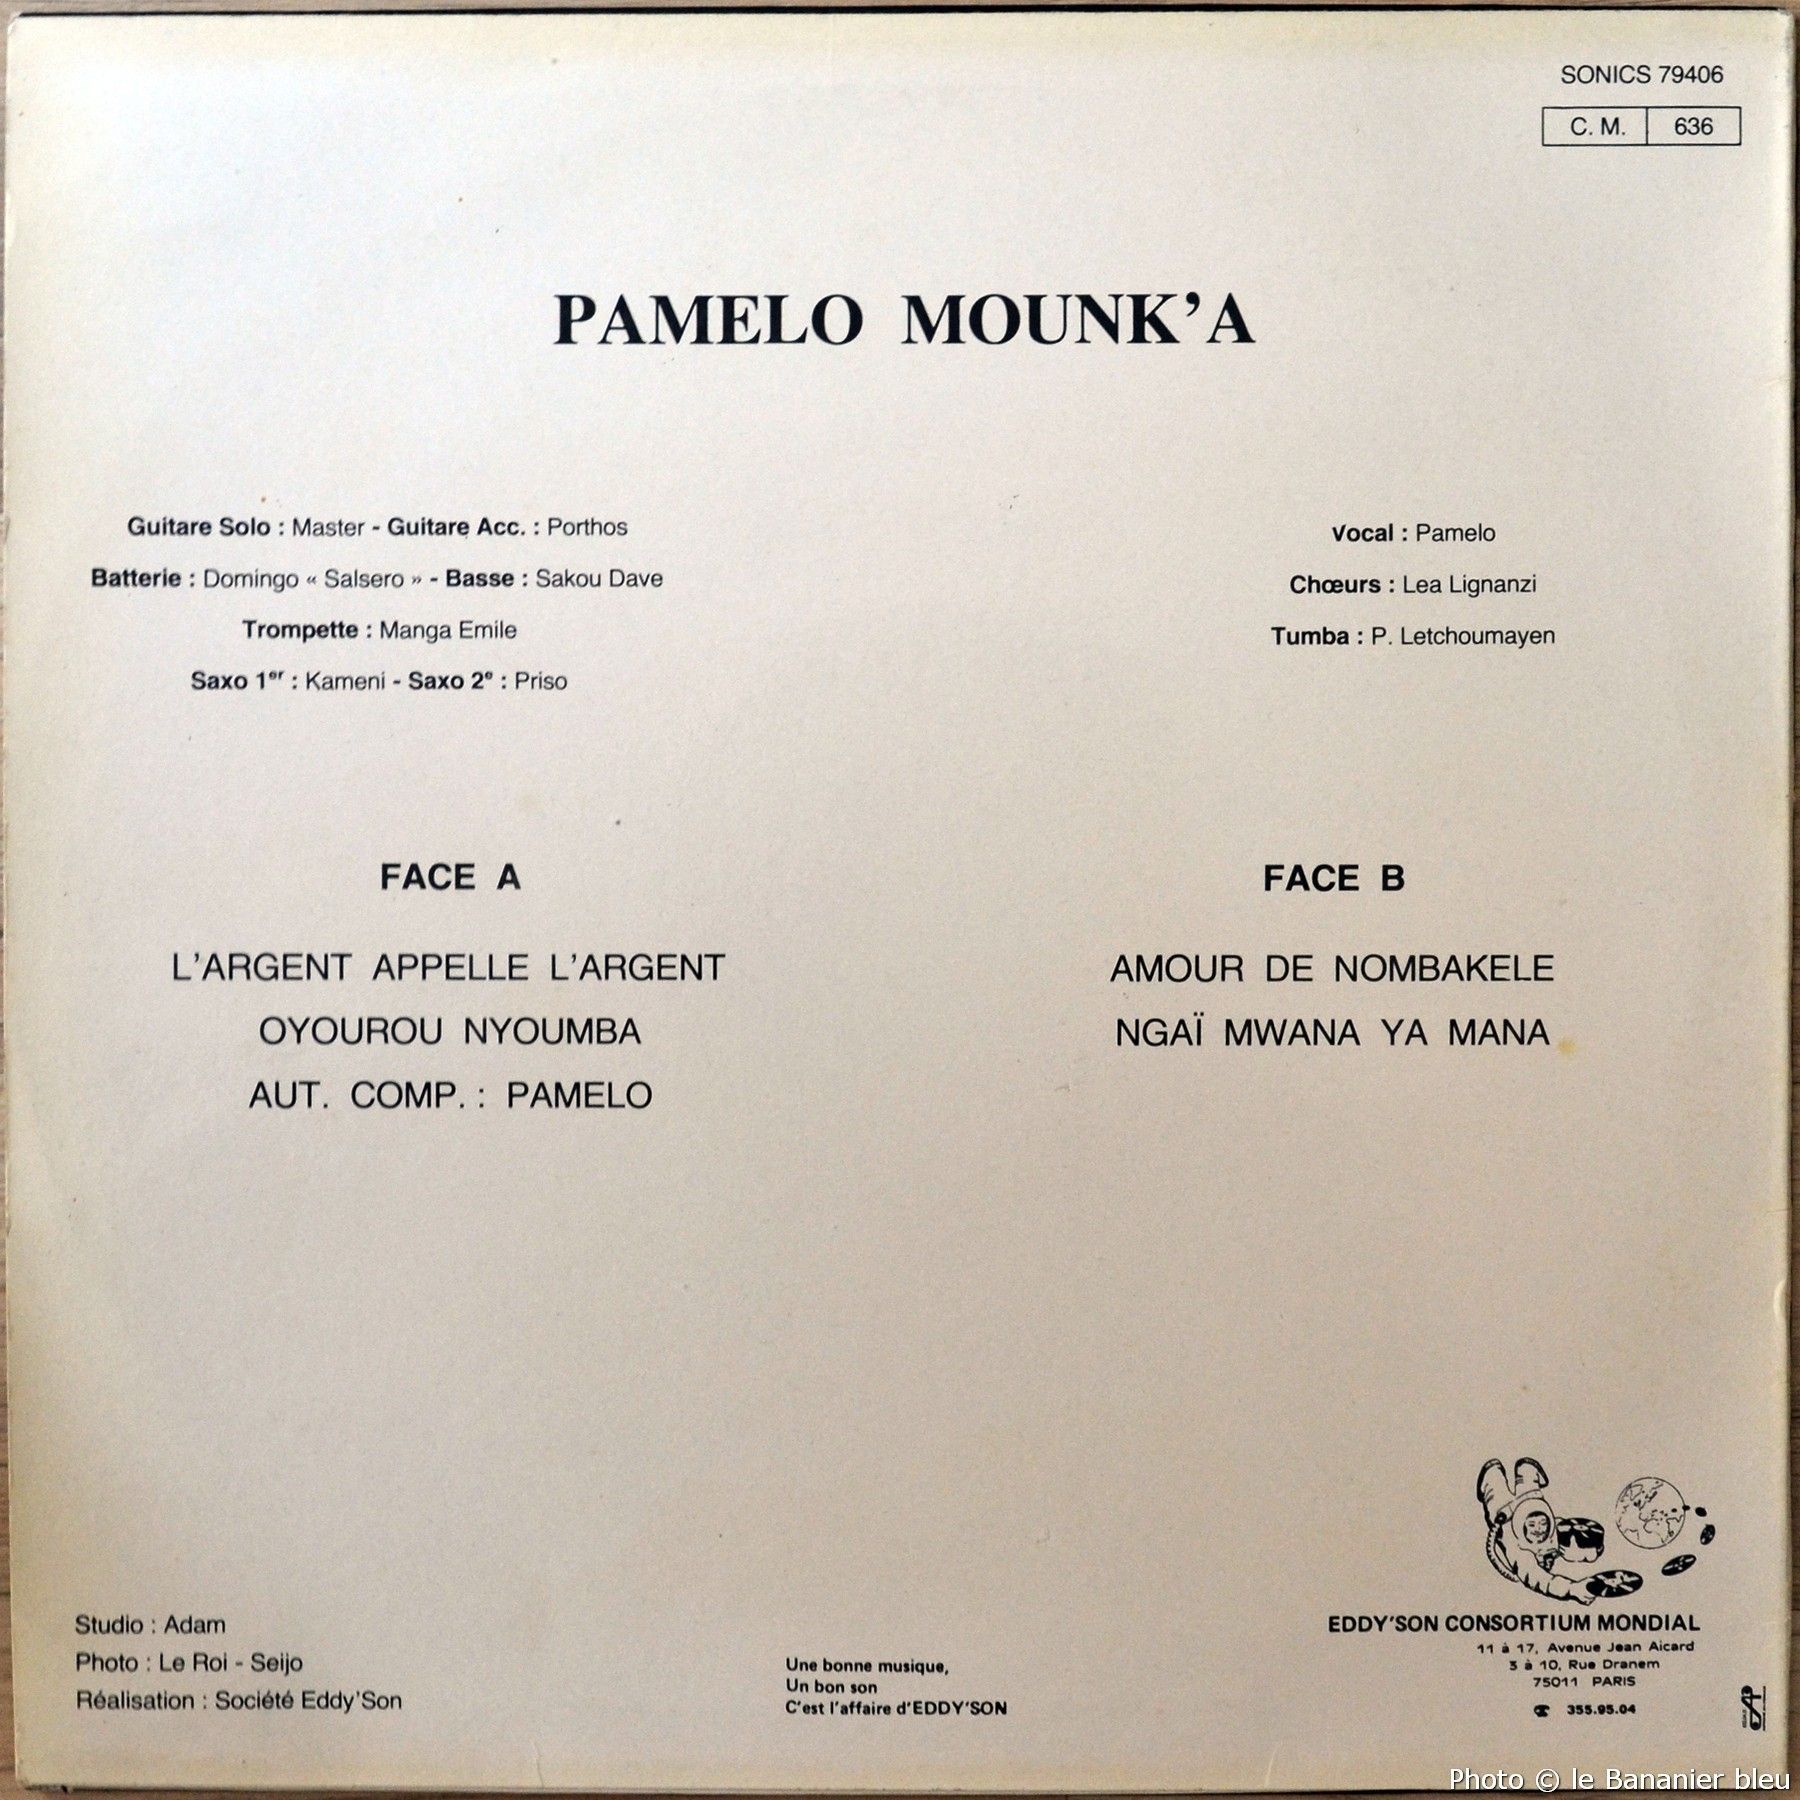 SONICS 79406
C. M. 636
PAMELO MOUNK'A
Guitare Solo : Master - Guitare Acc. : Porthos
Batterie : Domingo « Salsero » - Basse : Sakou Dave
Trompette : Manga Emile
Saxo 1er : Kameni - Saxo 2e : Priso
Vocal : Pamelo
Chœurs : Lea Lignanzi
Tumba : P. Letchoumayen
FACE A
L'ARGENT APPELLE L'ARGENT
OYOUROU NYOUMBA
AUT. COMP. : PAMELO
FACE B
AMOUR DE NOMBAKELE
NGAÏ MWANA YA MANA
Studio : Adam
Photo : Le Roi - Seijo
Réalisation : Société Eddy'Son
Une bonne musique,
Un bon son
C'est l'affaire d'EDDY'SON
EDDY'SON CONSORTIUM MONDIAL
11 à 17, Avenue Jean Aicard
3 à 10, Rue Dranem
75011 PARIS
☎ 355.95.04
Photo © le Bananier bleu